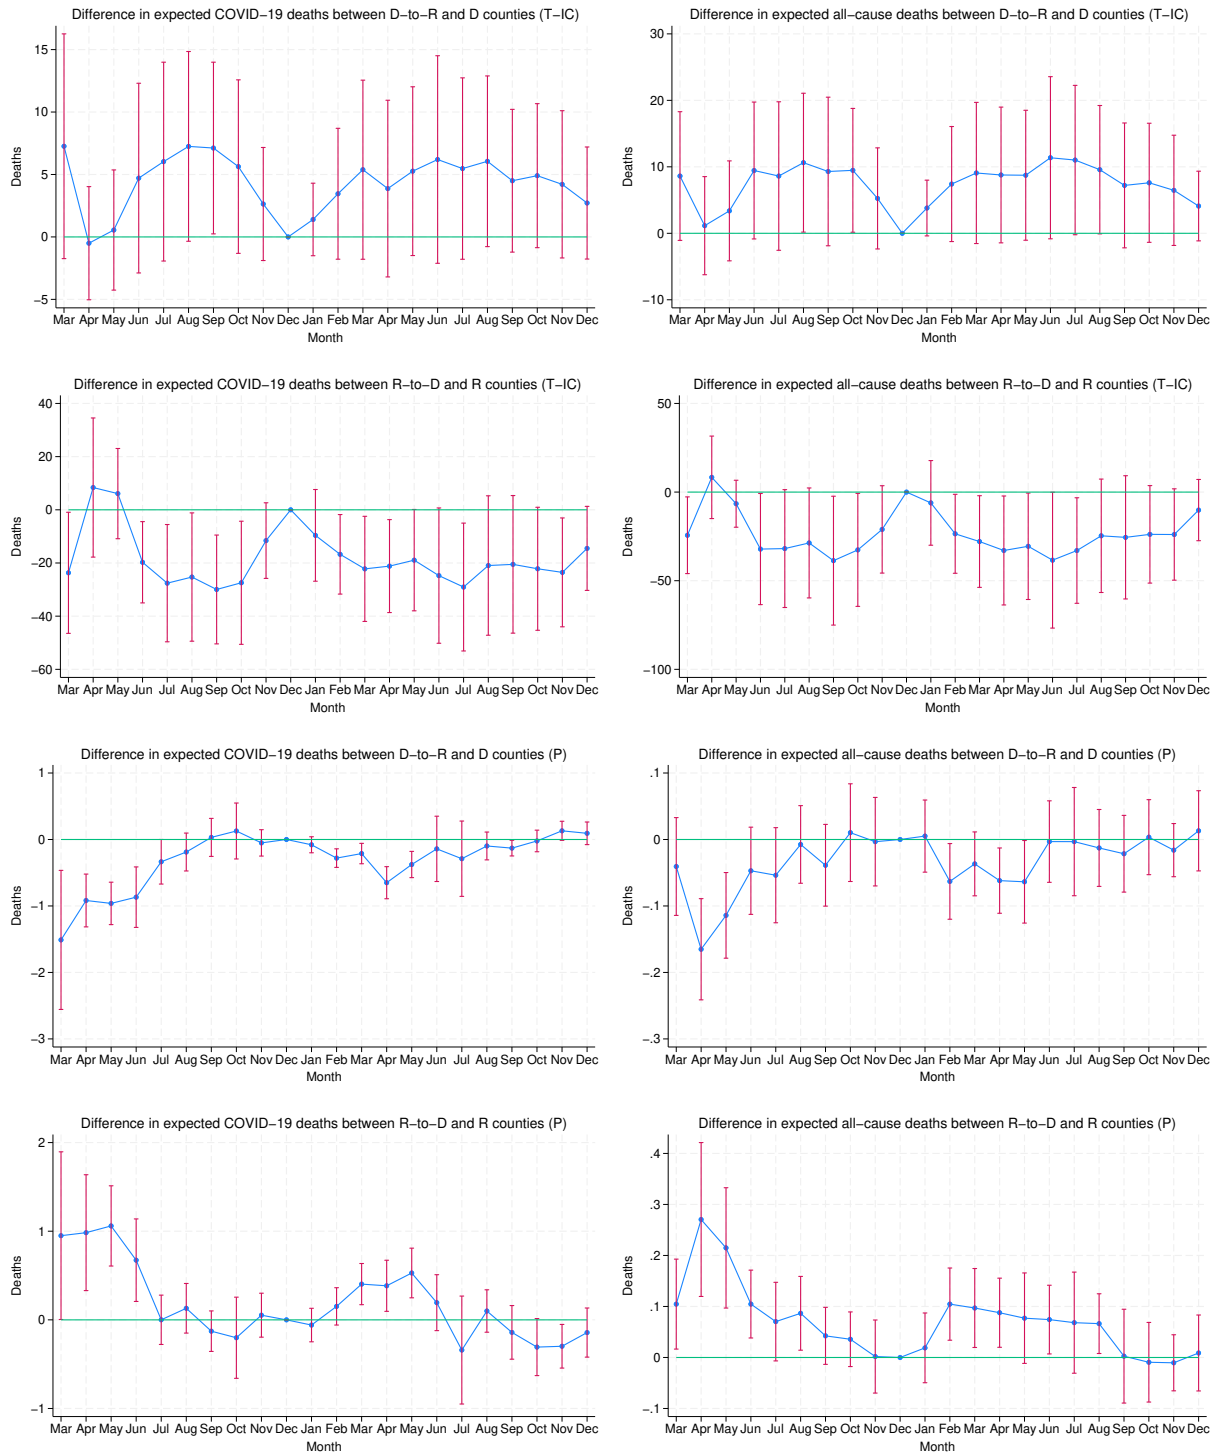 Difference in expected COVID−19 deaths between D−to−R and D counties (T−IC)
15
10
5
0
−5
Deaths
Mar Apr May Jun Jul Aug Sep Oct Nov Dec Jan Feb Mar Apr May Jun Jul Aug Sep Oct Nov Dec
Month
Difference in expected all−cause deaths between D−to−R and D counties (T−IC)
30
20
10
0
−10
Deaths
Mar Apr May Jun Jul Aug Sep Oct Nov Dec Jan Feb Mar Apr May Jun Jul Aug Sep Oct Nov Dec
Month
Difference in expected COVID−19 deaths between R−to−D and R counties (T−IC)
40
20
0
−20
−40
−60
Deaths
Mar Apr May Jun Jul Aug Sep Oct Nov Dec Jan Feb Mar Apr May Jun Jul Aug Sep Oct Nov Dec
Month
Difference in expected all−cause deaths between R−to−D and R counties (T−IC)
50
0
−50
−100
Deaths
Mar Apr May Jun Jul Aug Sep Oct Nov Dec Jan Feb Mar Apr May Jun Jul Aug Sep Oct Nov Dec
Month
Difference in expected COVID−19 deaths between D−to−R and D counties (P)
1
0
−1
−2
−3
Deaths
Mar Apr May Jun Jul Aug Sep Oct Nov Dec Jan Feb Mar Apr May Jun Jul Aug Sep Oct Nov Dec
Month
Difference in expected all−cause deaths between D−to−R and D counties (P)
.1
0
−.1
−.2
−.3
Deaths
Mar Apr May Jun Jul Aug Sep Oct Nov Dec Jan Feb Mar Apr May Jun Jul Aug Sep Oct Nov Dec
Month
Difference in expected COVID−19 deaths between R−to−D and R counties (P)
2
1
0
−1
Deaths
Mar Apr May Jun Jul Aug Sep Oct Nov Dec Jan Feb Mar Apr May Jun Jul Aug Sep Oct Nov Dec
Month
Difference in expected all−cause deaths between R−to−D and R counties (P)
.4
.3
.2
.1
0
−.1
Deaths
Mar Apr May Jun Jul Aug Sep Oct Nov Dec Jan Feb Mar Apr May Jun Jul Aug Sep Oct Nov Dec
Month